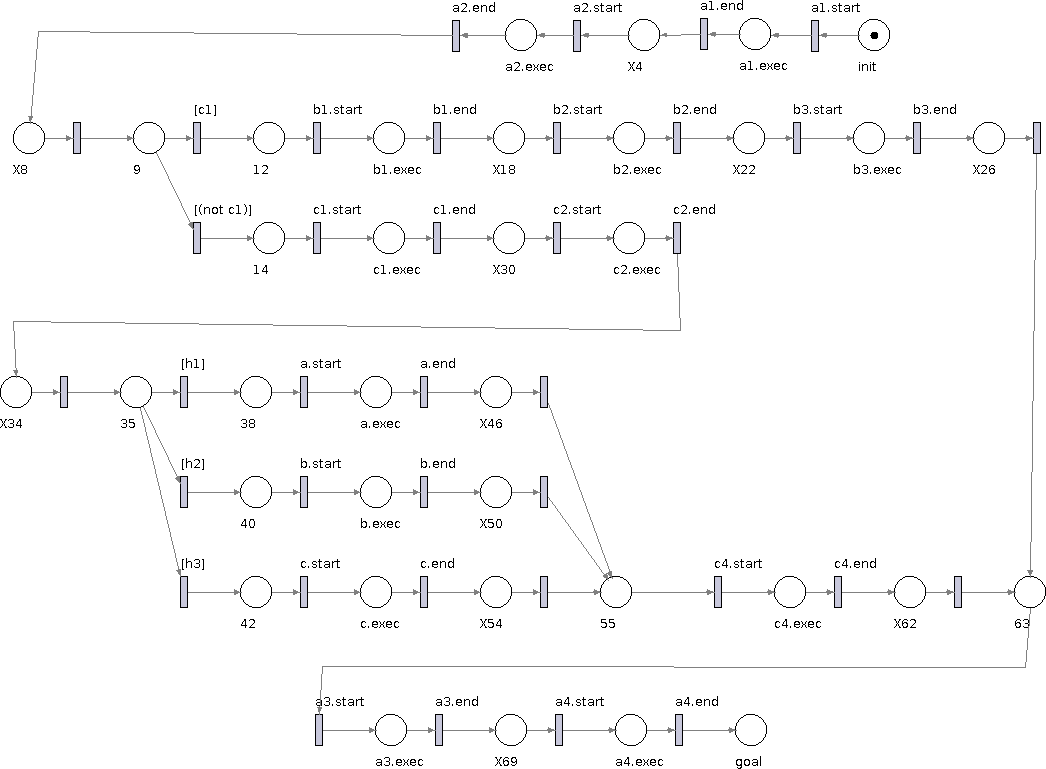 a2.end a2.start a1.end a1.start
a2.exec X4 a1.exec init
[c1] b1.start b1.end b2.start b2.end b3.start b3.end
X8 9 12 b1.exec X18 b2.exec X22 b3.exec X26
[(not c1)] c1.start c1.end c2.start c2.end
14 c1.exec X30 c2.exec
[h1] a.start a.end
X34 35 38 a.exec X46
[h2] b.start b.end
40 b.exec X50
[h3] c.start c.end c4.start c4.end
42 c.exec X54 55 c4.exec X62 63
a3.start a3.end a4.start a4.end
a3.exec X69 a4.exec goal